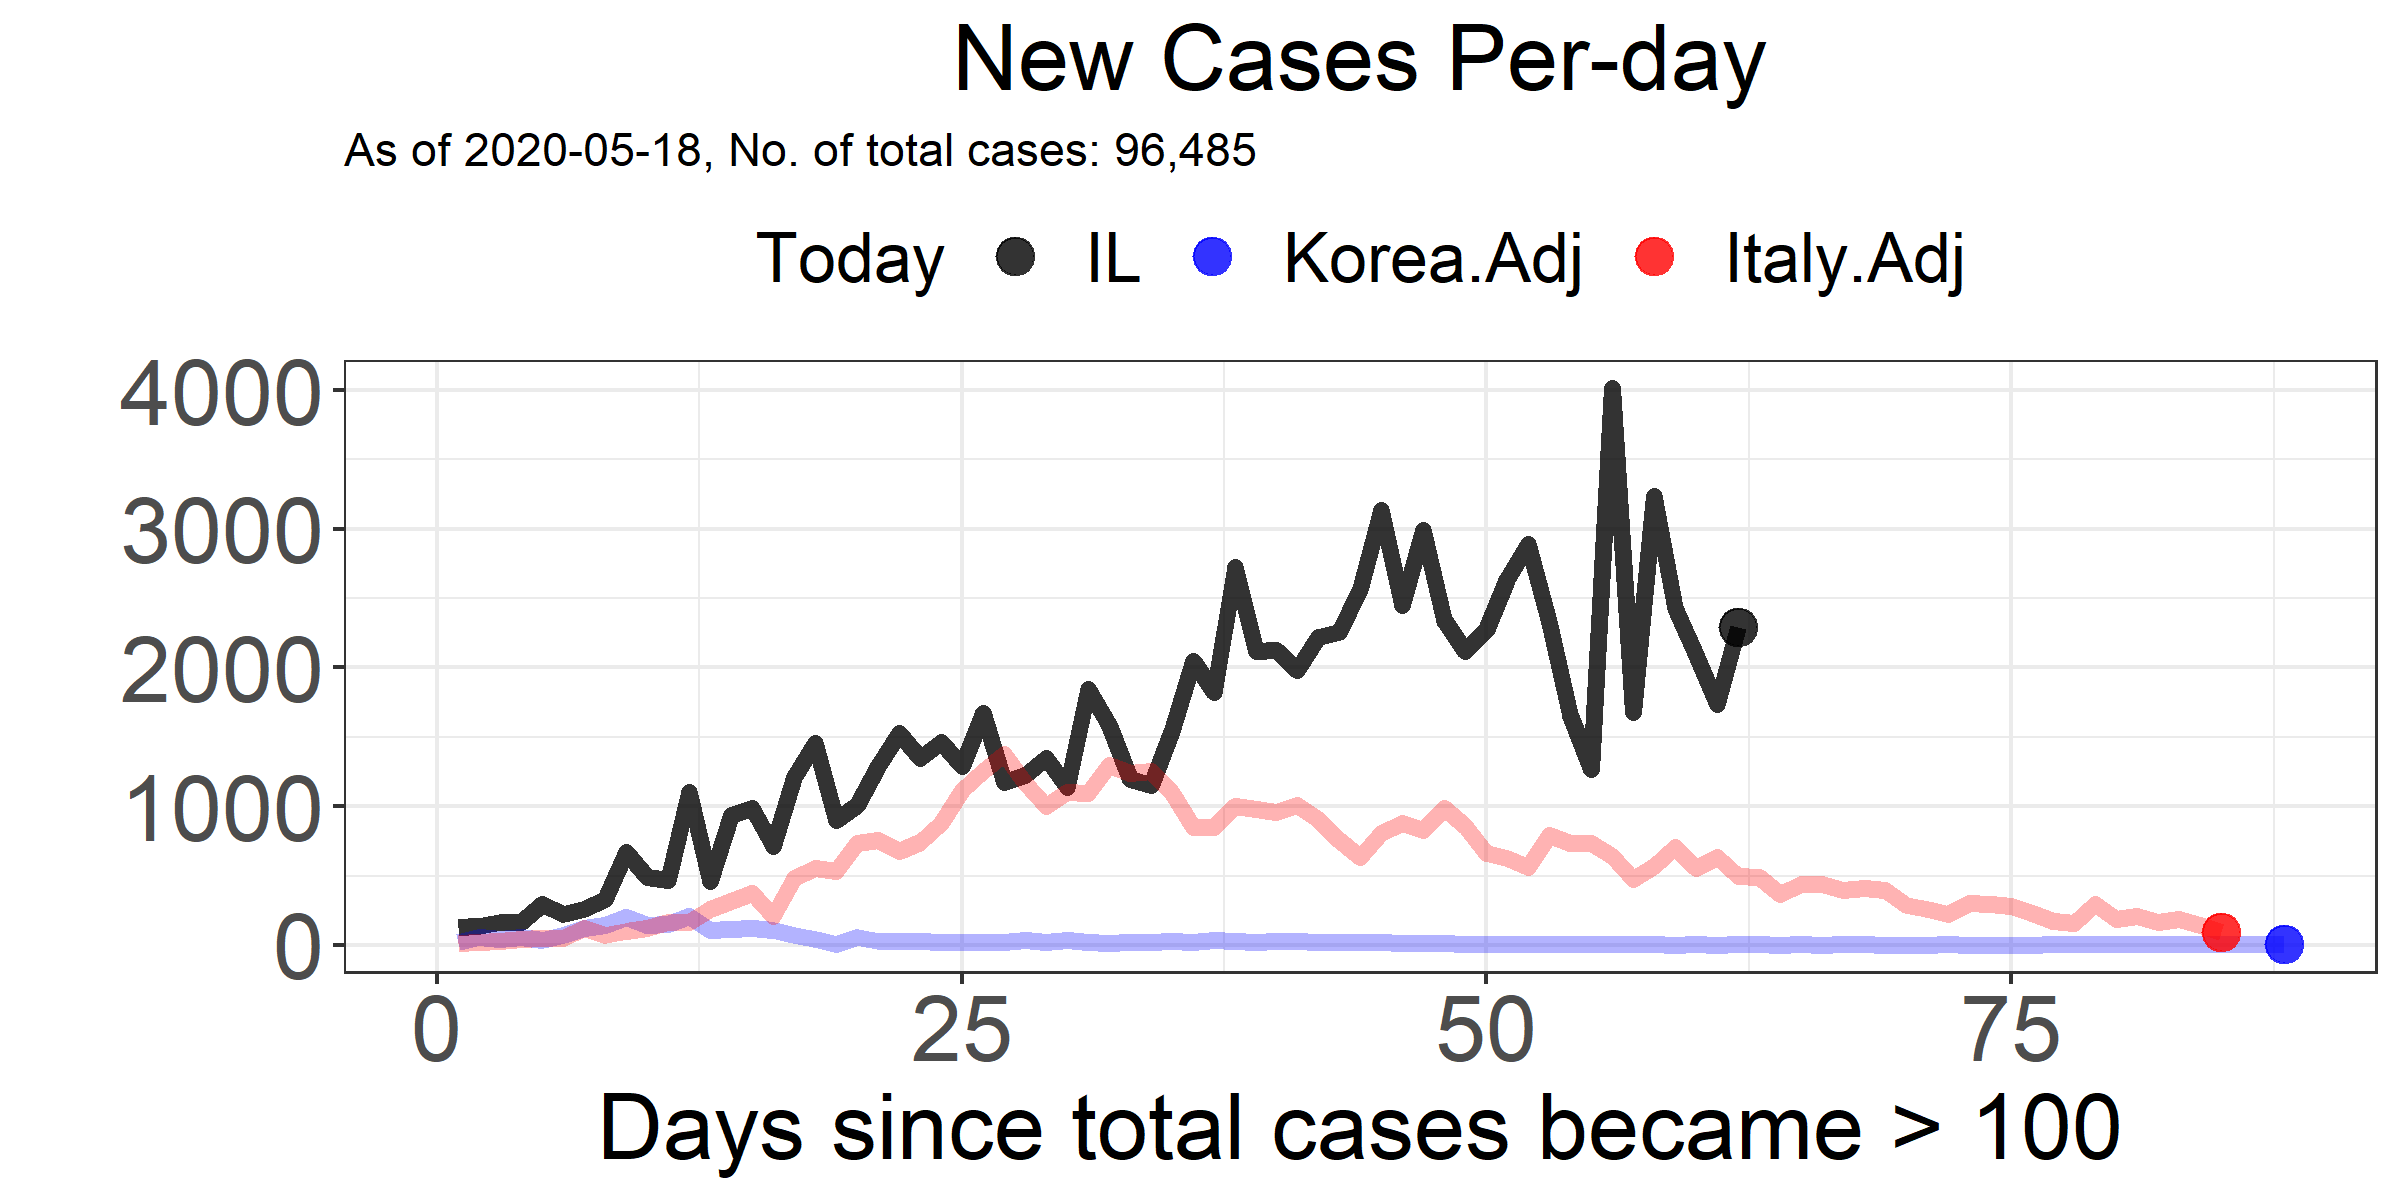 New Cases Per-day
As of 2020-05-18, No. of total cases: 96,485
Today IL Korea.Adj Italy.Adj
4000
3000
2000
1000
0
0 25 50 75
Days since total cases became > 100